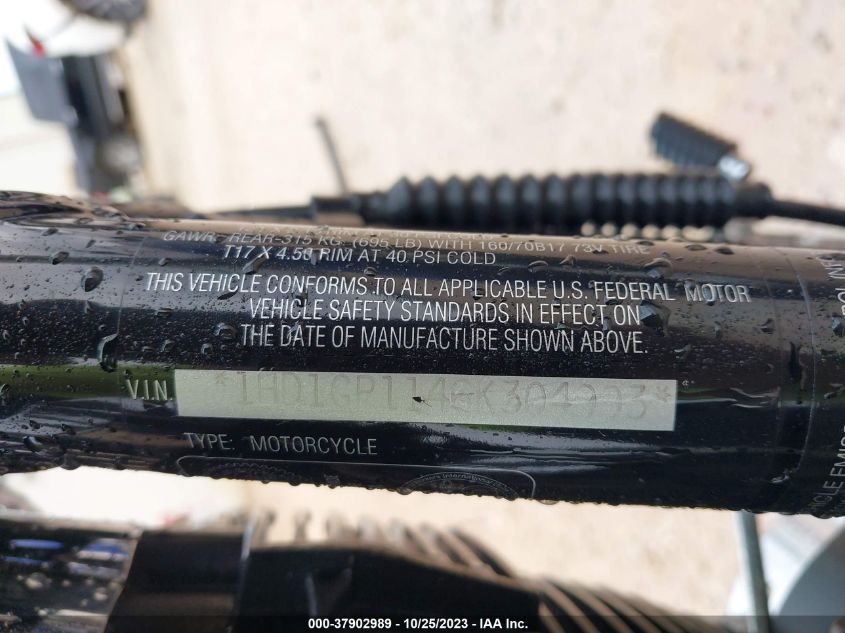 GAWR REAR-315 KG. (695 LB) WITH 160/70B17 73V TIRE
T17 X 4.50 RIM AT 40 PSI COLD
THIS VEHICLE CONFORMS TO ALL APPLICABLE U.S. FEDERAL MOTOR
VEHICLE SAFETY STANDARDS IN EFFECT ON
THE DATE OF MANUFACTURE SHOWN ABOVE.
V.I.N.
TYPE: MOTORCYCLE
000-37902989 - 10/25/2023 - IAA Inc.